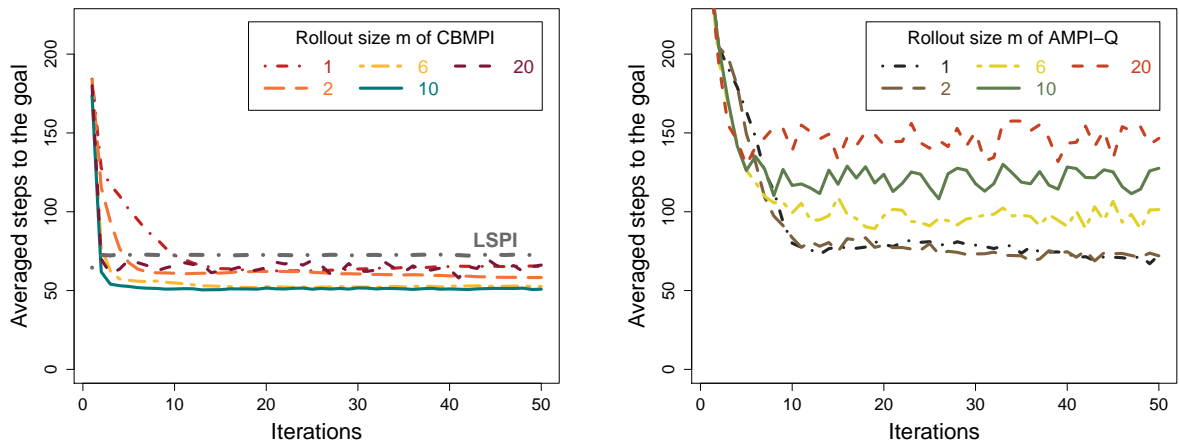 Averaged steps to the goal
200
150
100
50
0
Rollout size m of CBMPI
1 6 20
2 10
LSPI
0 10 20 30 40 50
Iterations
Averaged steps to the goal
200
150
100
50
0
Rollout size m of AMPI−Q
1 6 20
2 10
0 10 20 30 40 50
Iterations